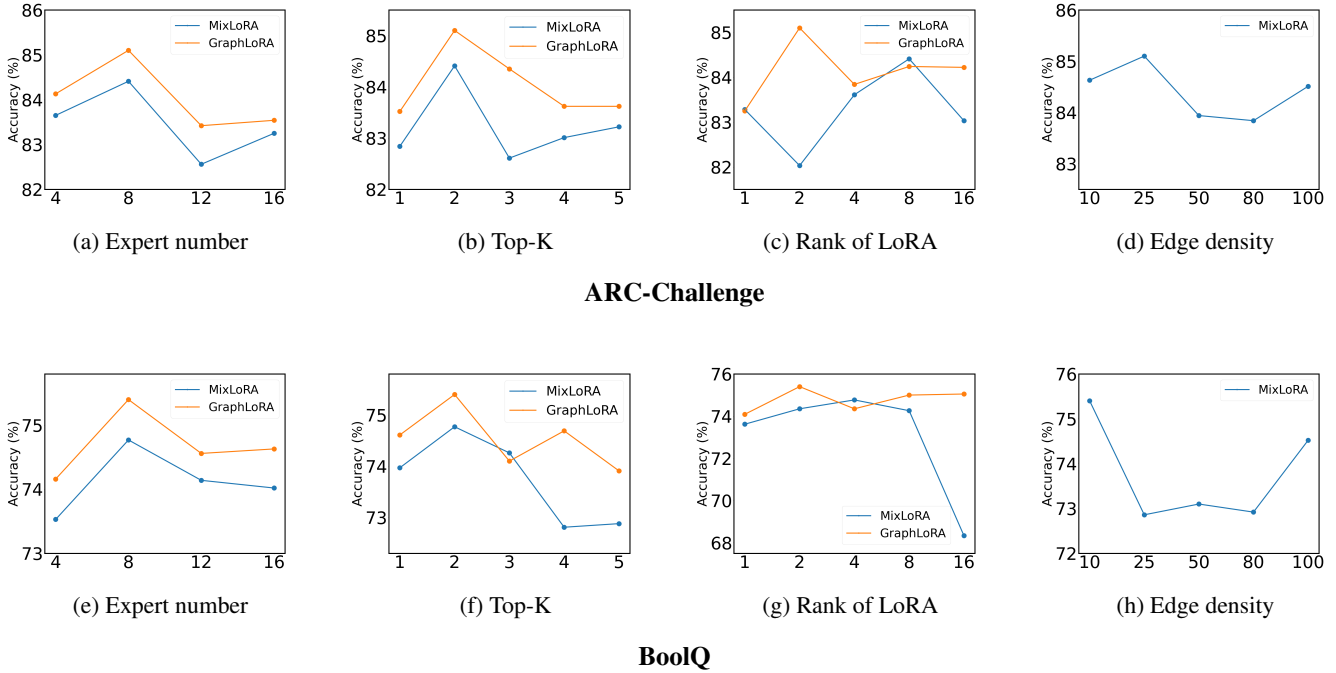 86
85
84
83
82
Accuracy (%)
MixLoRA
GraphLoRA
4 8 12 16
(a) Expert number
85
84
83
82
Accuracy (%)
MixLoRA
GraphLoRA
1 2 3 4 5
(b) Top-K
85
84
83
82
Accuracy (%)
MixLoRA
GraphLoRA
1 2 4 8 16
(c) Rank of LoRA
86
85
84
83
Accuracy (%)
MixLoRA
10 25 50 80 100
(d) Edge density
ARC-Challenge
75
74
73
Accuracy (%)
MixLoRA
GraphLoRA
4 8 12 16
(e) Expert number
75
74
73
Accuracy (%)
MixLoRA
GraphLoRA
1 2 3 4 5
(f) Top-K
76
74
72
70
68
Accuracy (%)
MixLoRA
GraphLoRA
1 2 4 8 16
(g) Rank of LoRA
76
75
74
73
72
Accuracy (%)
MixLoRA
10 25 50 80 100
(h) Edge density
BoolQ